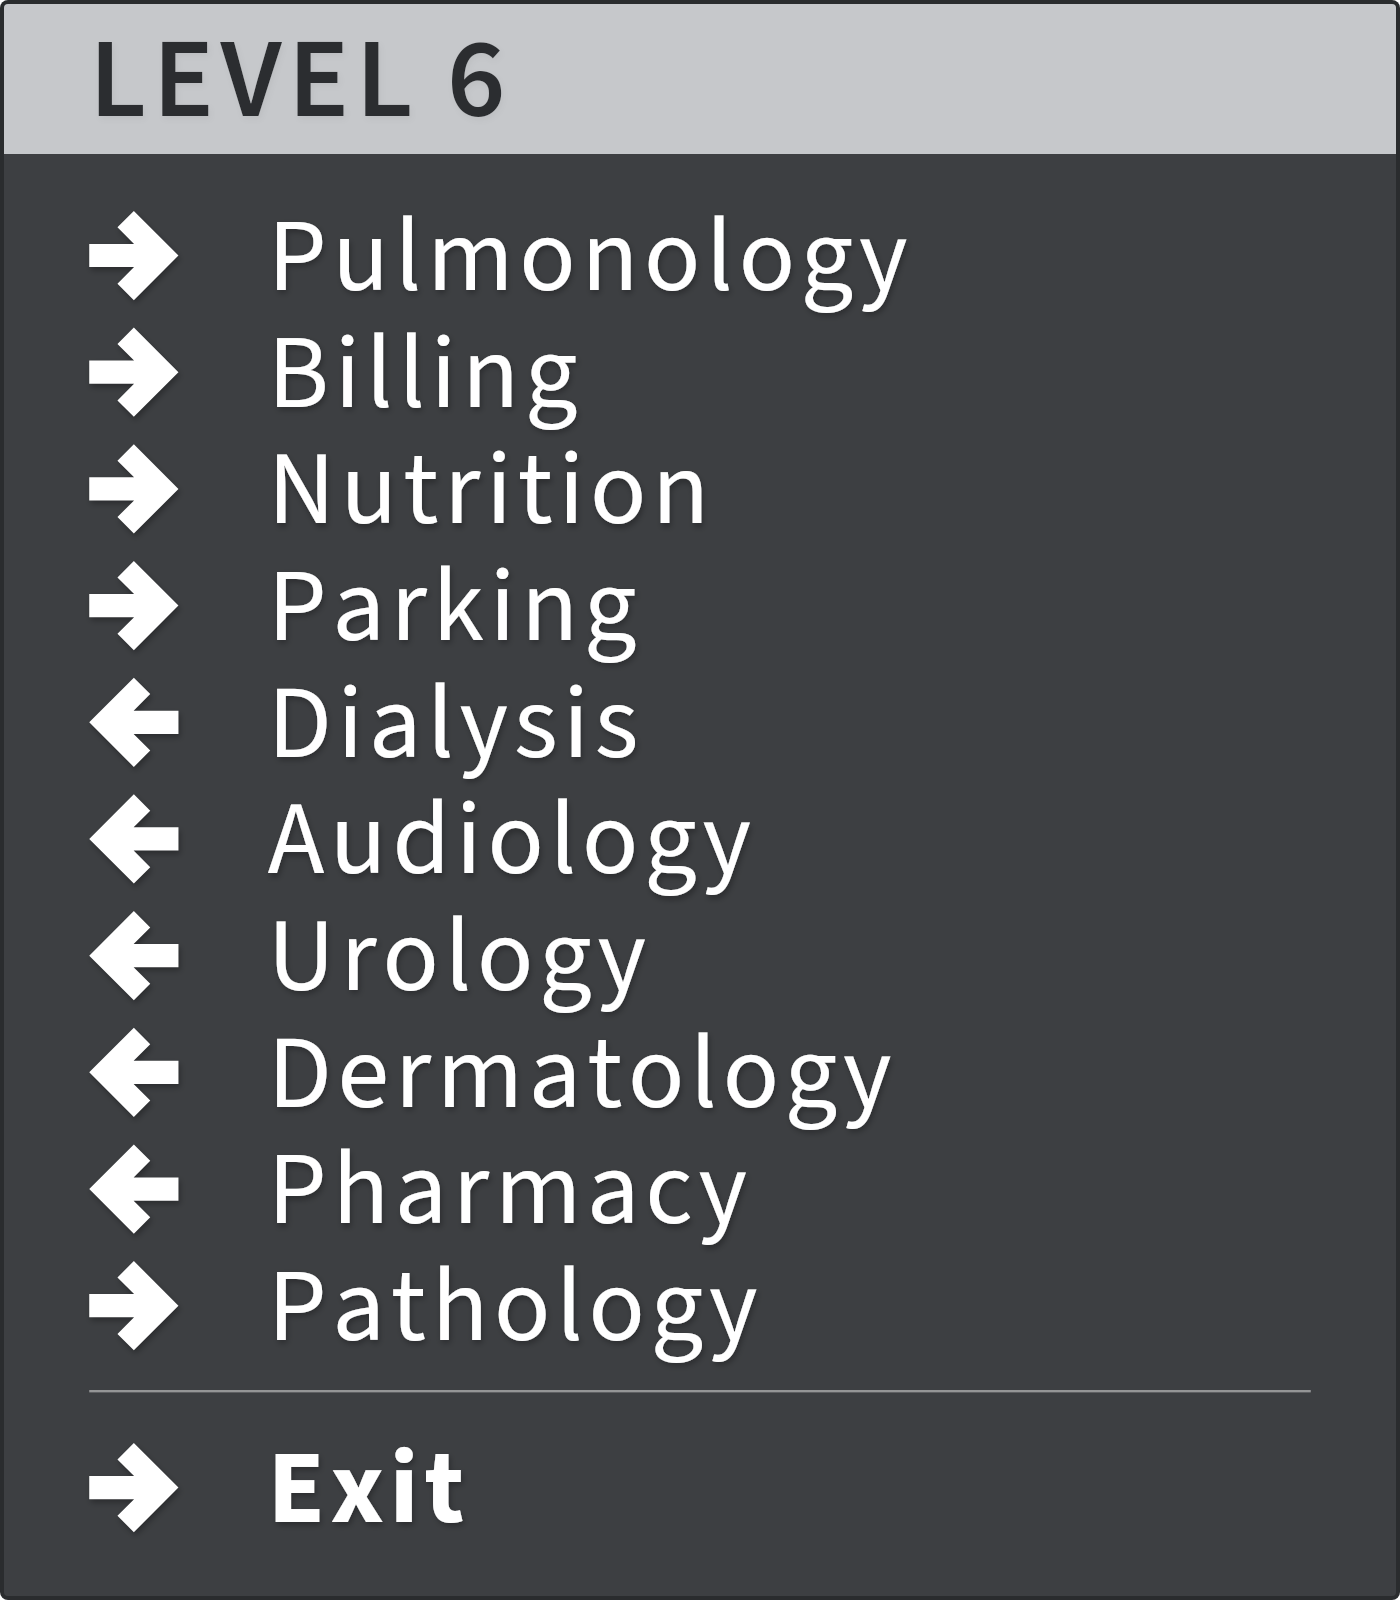 LEVEL 6
Pulmonology
Billing
Nutrition
Parking
Dialysis
Audiology
Urology
Dermatology
Pharmacy
Pathology
Exit